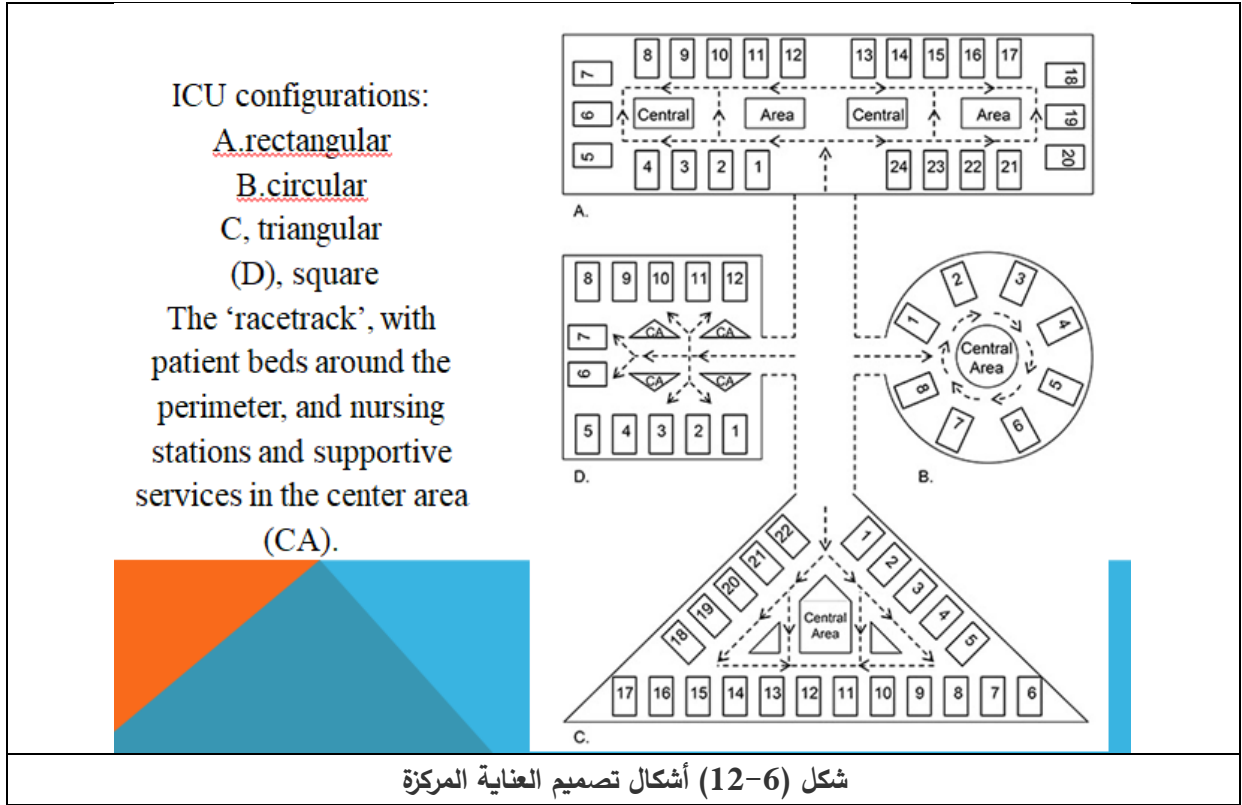 ICU configurations:
A.rectangular
B.circular
C, triangular
(D), square
The ‘racetrack’, with
patient beds around the
perimeter, and nursing
stations and supportive
services in the center area
(CA).
8 9 10 11 12 13 14 15 16 17
7 18
Central Area Central Area
6 19
5 20
4 3 2 1 24 23 22 21
A.
8 9 10 11 12
CA CA
7
6
CA CA
5 4 3 2 1
D.
2 3
1 4
Central
Area
8 5
7 6
B.
22 1
21 2
20 3
19 4
18 5
Central
Area
17 16 15 14 13 12 11 10 9 8 7 6
C.
شكل (6-12) أشكال تصميم العناية المركزة